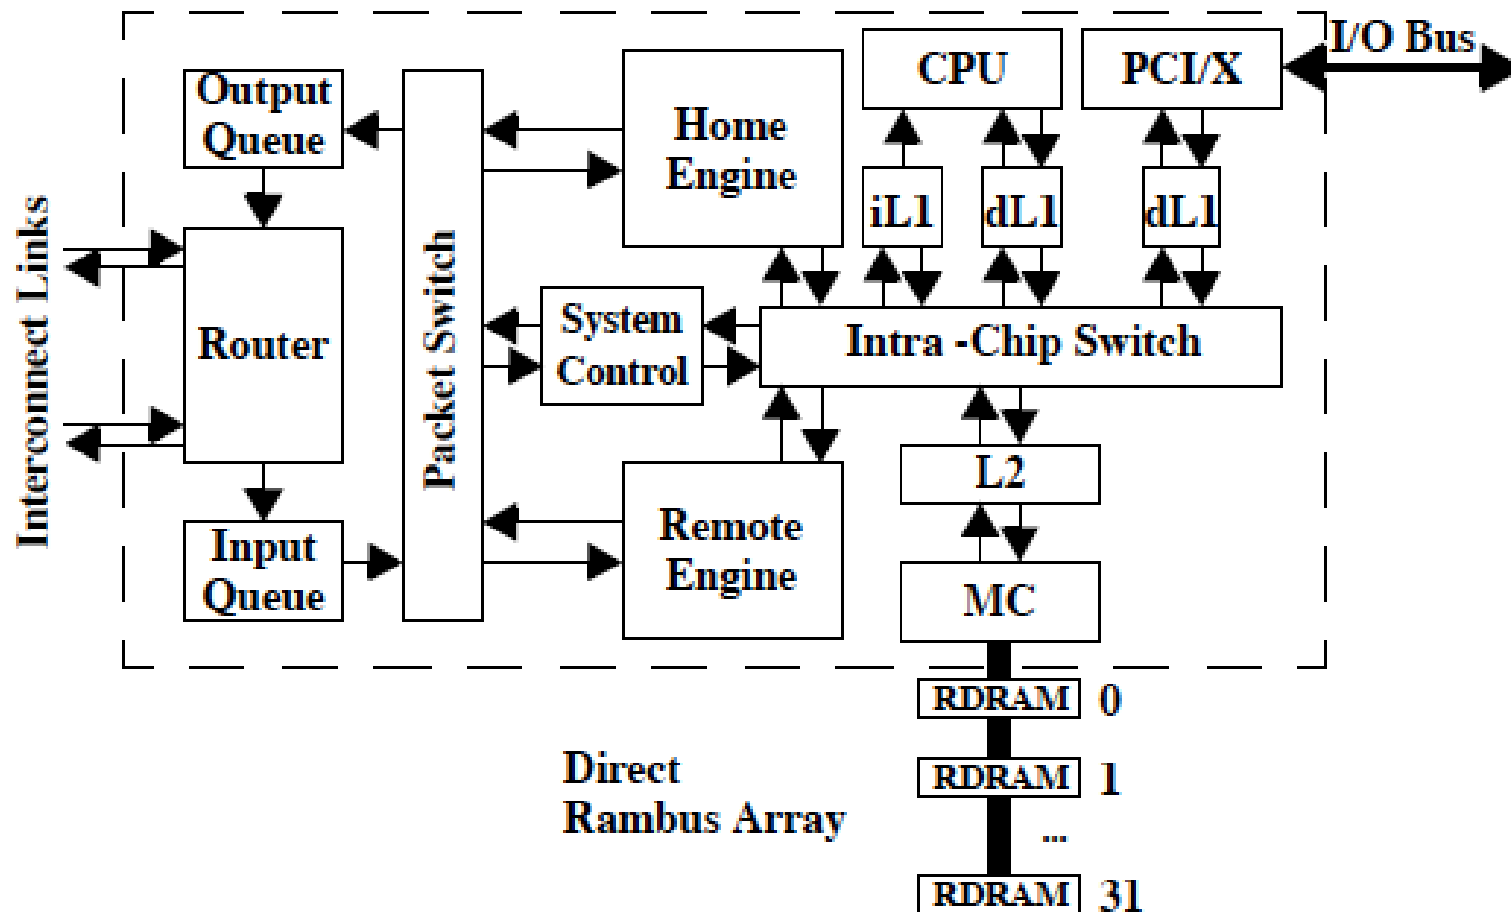 I/O Bus
CPU
PCI/X
Output
Queue
Home
Engine
iL1
dL1
dL1
Interconnect Links
Router
Packet Switch
System
Control
Intra -Chip Switch
L2
Input
Queue
Remote
Engine
MC
RDRAM 0
Direct
Rambus Array
RDRAM 1
...
RDRAM 31